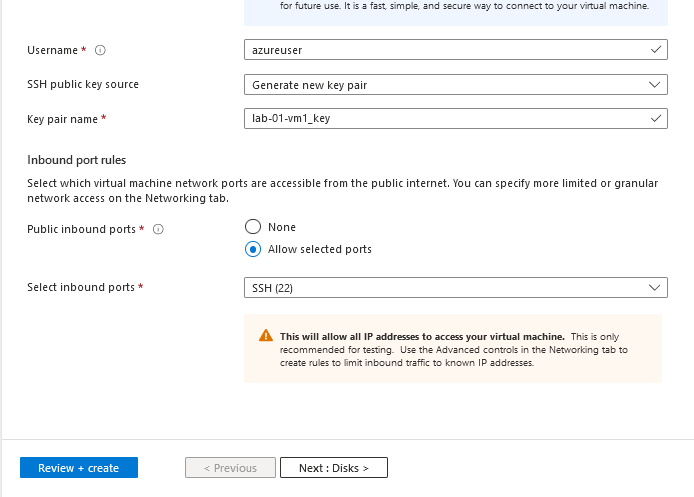 for future use. It is a fast, simple, and secure way to connect to your virtual machine.
Username *
azureuser
SSH public key source
Generate new key pair
Key pair name *
lab-01-vm1_key
Inbound port rules
Select which virtual machine network ports are accessible from the public internet. You can specify more limited or granular
network access on the Networking tab.
Public inbound ports *
None
Allow selected ports
Select inbound ports *
SSH (22)
This will allow all IP addresses to access your virtual machine. This is only
recommended for testing. Use the Advanced controls in the Networking tab to
create rules to limit inbound traffic to known IP addresses.
Review + create
< Previous
Next : Disks >